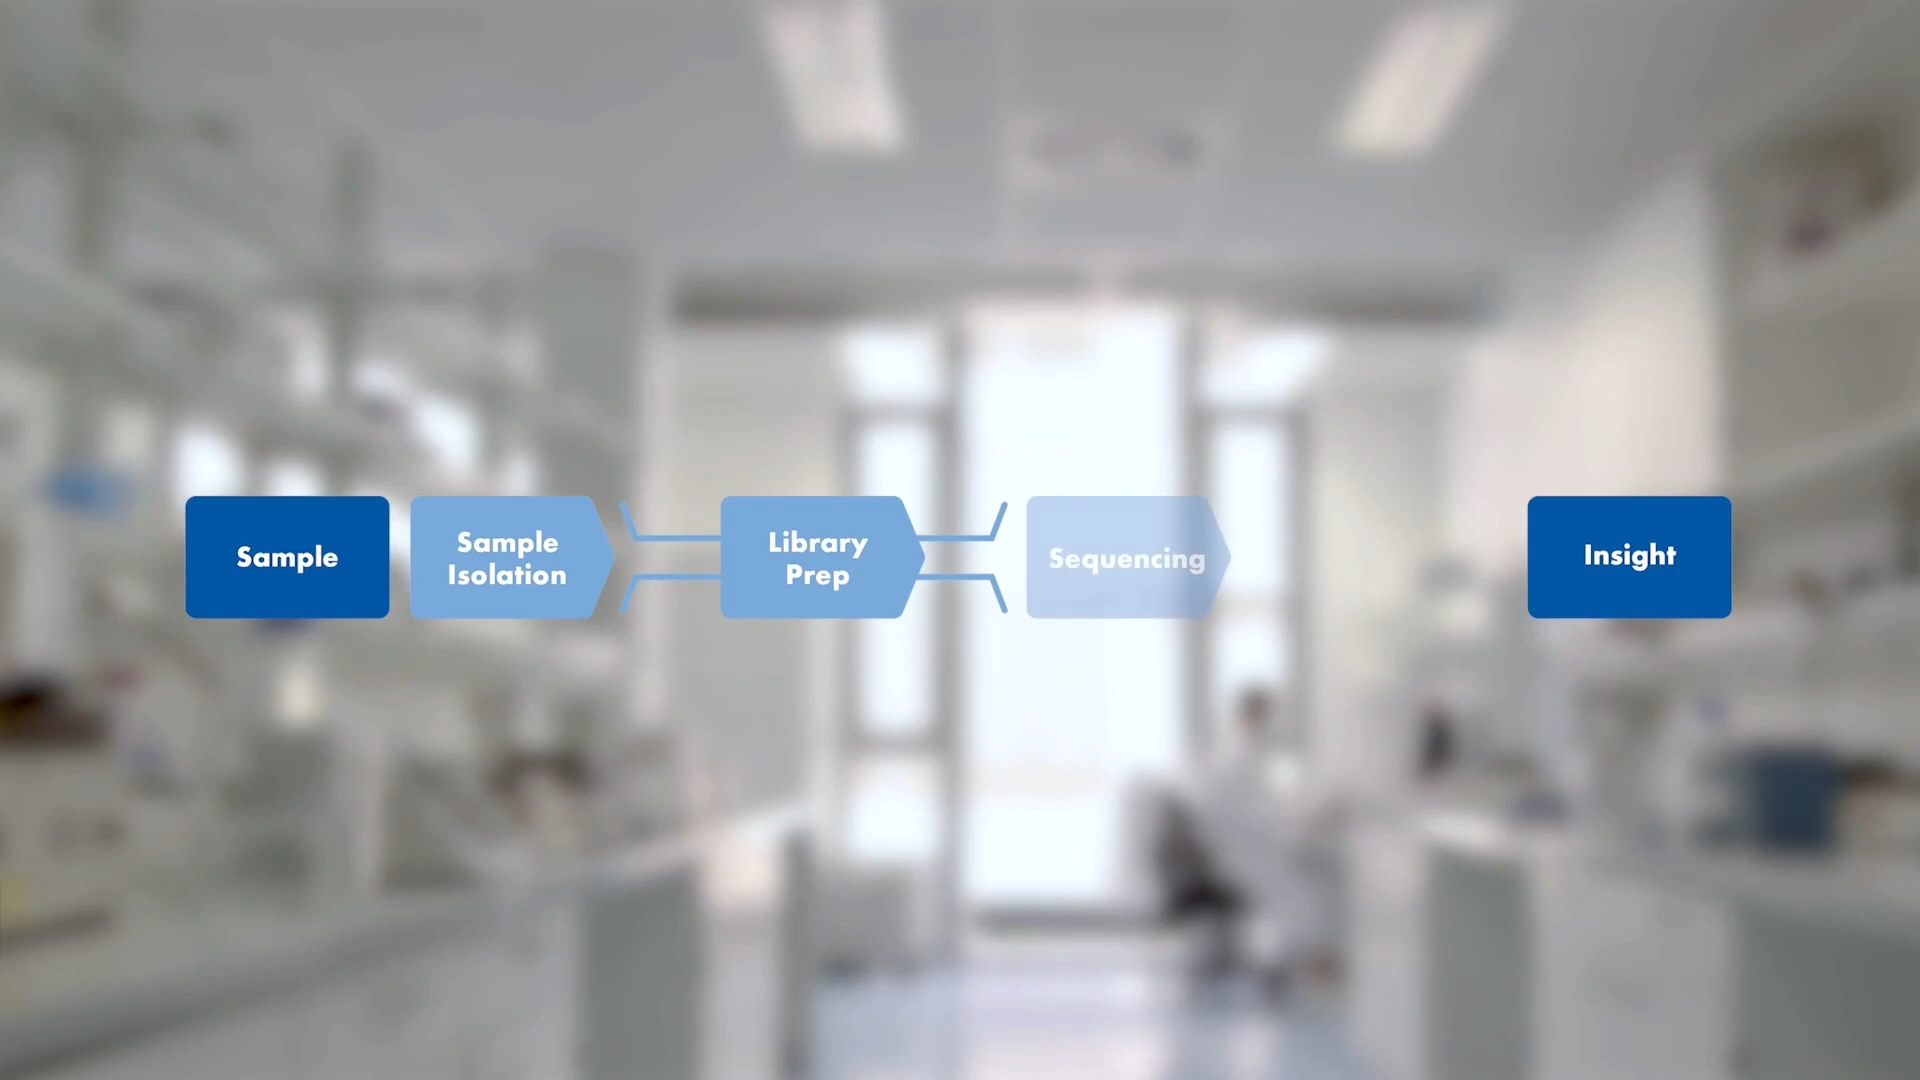 Sample
Sample
Isolation
Library
Prep
Sequencing
Insight